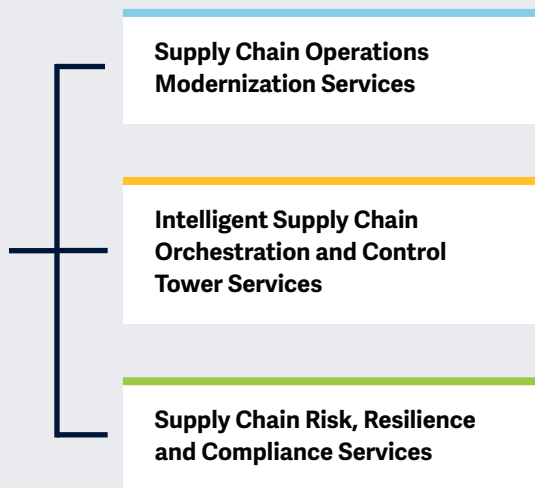 Supply Chain Operations
Modernization Services
Intelligent Supply Chain
Orchestration and Control
Tower Services
Supply Chain Risk, Resilience
and Compliance Services